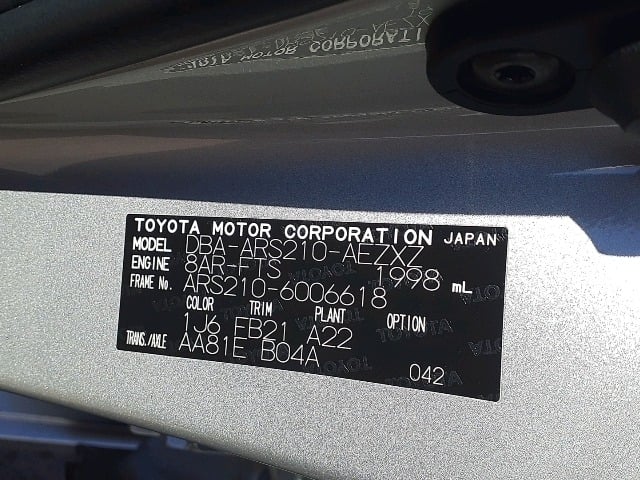 TOYOTA MOTOR CORPORATION JAPAN
MODEL DBA-ARS210-AEZXZ
ENGINE 8AR-FTS 1998 mL
FRAME No. ARS210-6006618
COLOR TRIM PLANT OPTION
1J6 FB21 A22
TRANS./AXLE AA81E B04A
042